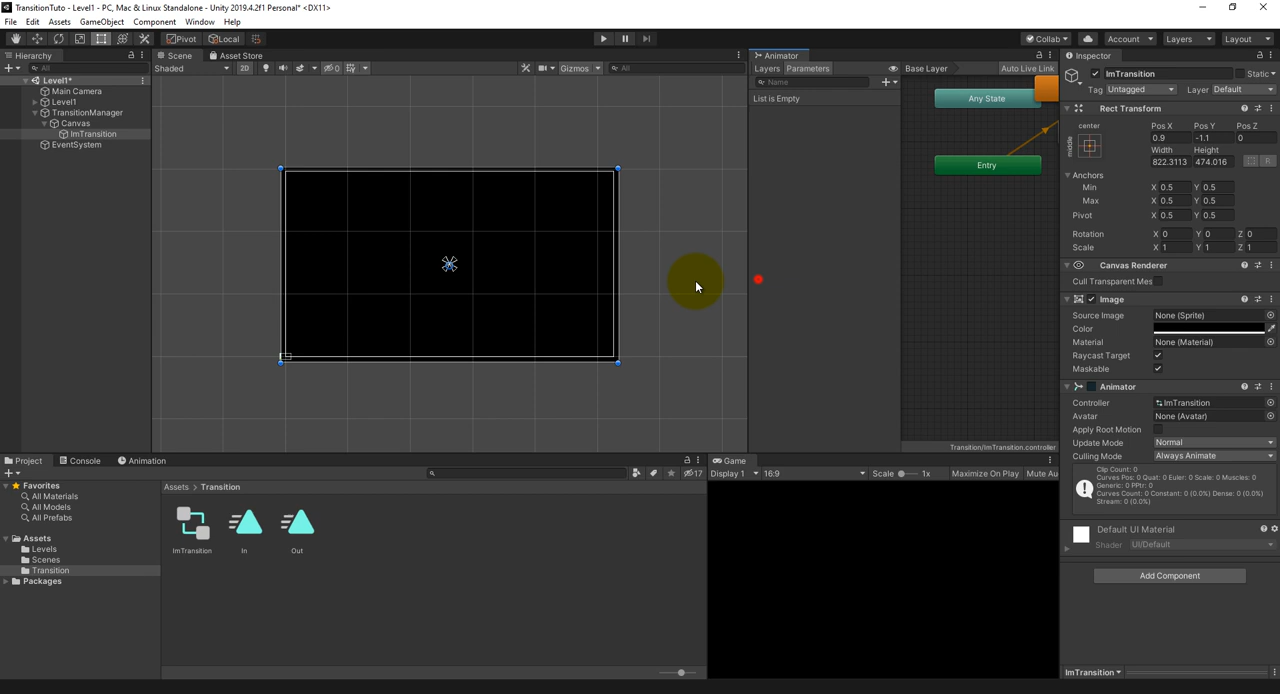 TransitionTuto - Level1 - PC, Mac & Linux Standalone - Unity 2019.4.2f1 Personal* <DX11>
File Edit Assets GameObject Component Window Help
Pivot Local Collab Account Layers Layout
Hierarchy Scene Asset Store Animator Inspector
All Shaded 2D 0 Gizmos All Layers Parameters Base Layer Auto Live Link ImTransition Static
Level1*
Main Camera
Level1
TransitionManager
Canvas
ImTransition
EventSystem
Name
List is Empty
Any State
Entry
Transition/ImTransition.controller
Tag Untagged Layer Default
Rect Transform
center Pos X Pos Y Pos Z
middle 0.9 -1.1 0
Width Height
822.3113 474.016 R
Anchors
Min X 0.5 Y 0.5
Max X 0.5 Y 0.5
Pivot X 0.5 Y 0.5
Rotation X 0 Y 0 Z 0
Scale X 1 Y 1 Z 1
Canvas Renderer
Cull Transparent Mes
Image
Source Image None (Sprite)
Color
Material None (Material)
Raycast Target
Maskable
Animator
Controller ImTransition
Avatar None (Avatar)
Apply Root Motion
Update Mode Normal
Culling Mode Always Animate
Clip Count: 0
Curves Pos: 0 Quat: 0 Euler: 0 Scale: 0 Muscles: 0
Generic: 0 PPtr: 0
Curves Count: 0 Constant: 0 (0.0%) Dense: 0 (0.0%)
Stream: 0 (0.0%)
Default UI Material
Shader UI/Default
Add Component
ImTransition
Project Console Animation
17
Favorites
All Materials
All Models
All Prefabs
Assets
Levels
Scenes
Transition
Packages
Assets > Transition
ImTransition In Out
Game
Display 1 16:9 Scale 1x Maximize On Play Mute Au